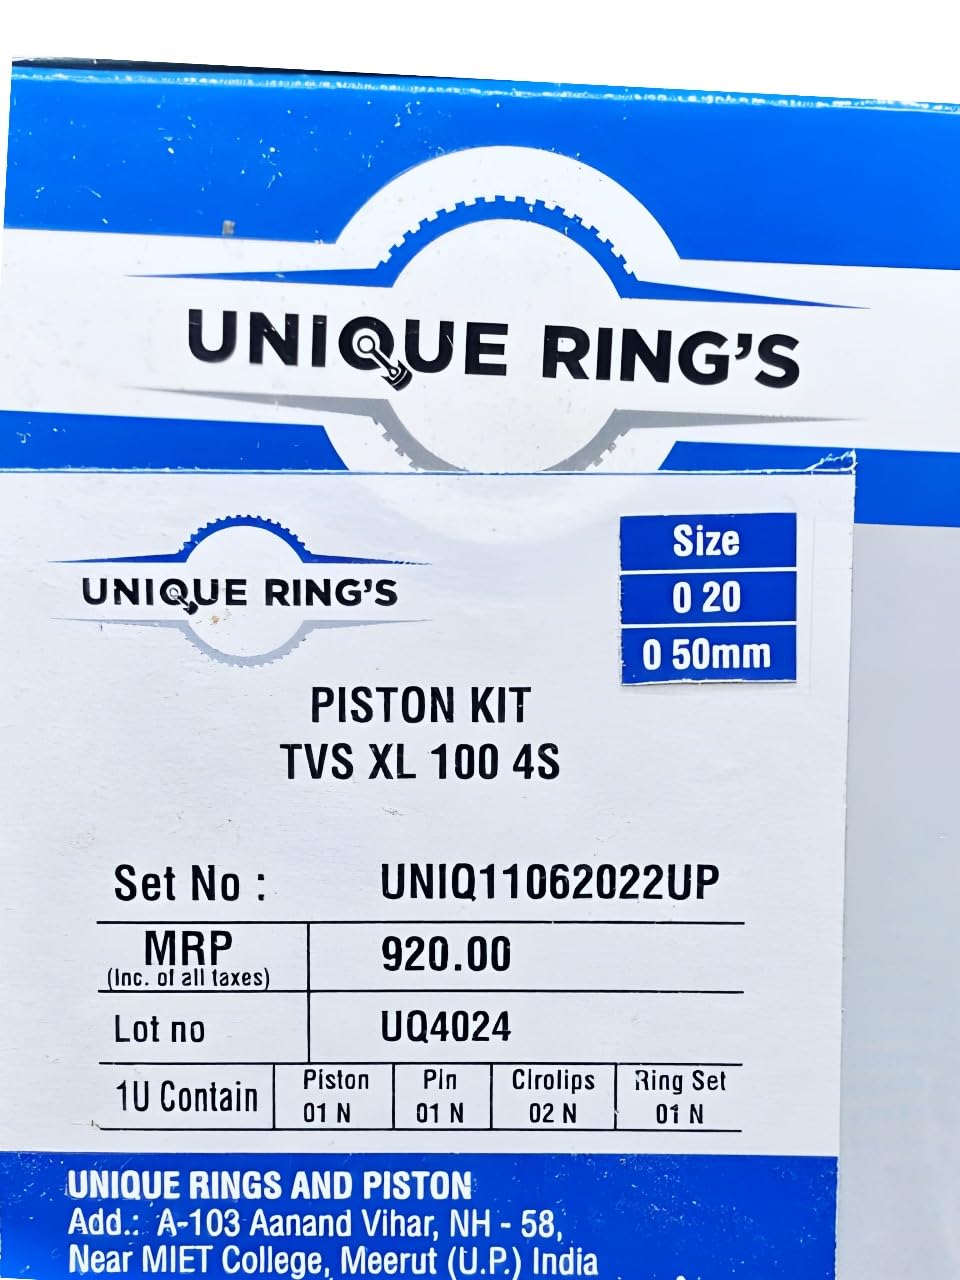 UNIQUE RING'S
UNIQUE RING'S
Size
0 20
0 50mm
PISTON KIT
TVS XL 100 4S
Set No : UNIQ11062022UP
MRP 920.00
(Inc. of all taxes)
Lot no UQ4024
1U Contain Piston Pin Clrolips Ring Set
01 N 01 N 02 N 01 N
UNIQUE RINGS AND PISTON
Add.: A-103 Aanand Vihar, NH - 58,
Near MIET College, Meerut (U.P.) India